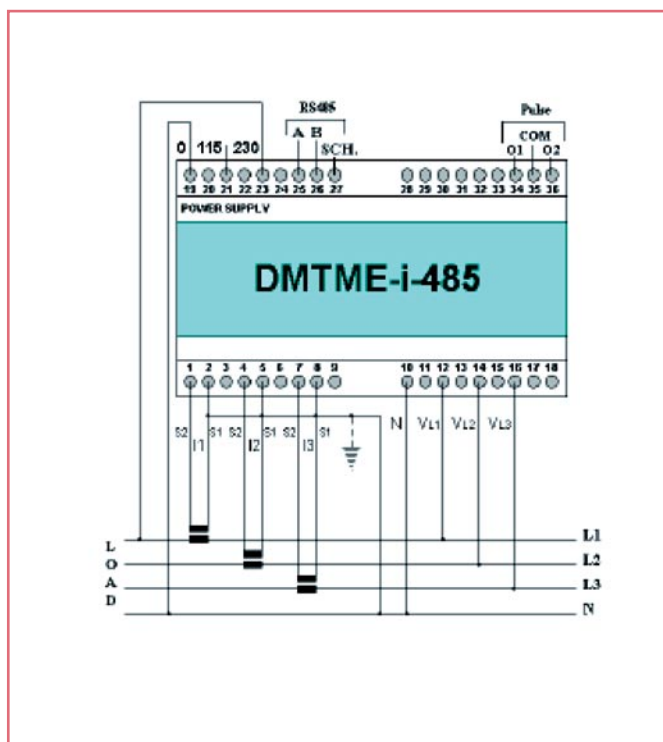 RS485 Pulse
A B COM
0 115 230 SCH. O1 O2
19 20 21 22 23 24 25 26 27 28 29 30 31 32 33 34 35 36
POWER SUPPLY
DMTME-i-485
1 2 3 4 5 6 7 8 9 10 11 12 13 14 15 16 17 18
S2 I1 S1 S2 I2 S1 S2 I3 S1 N VL1 VL2 VL3
L L1
O L2
A L3
D N